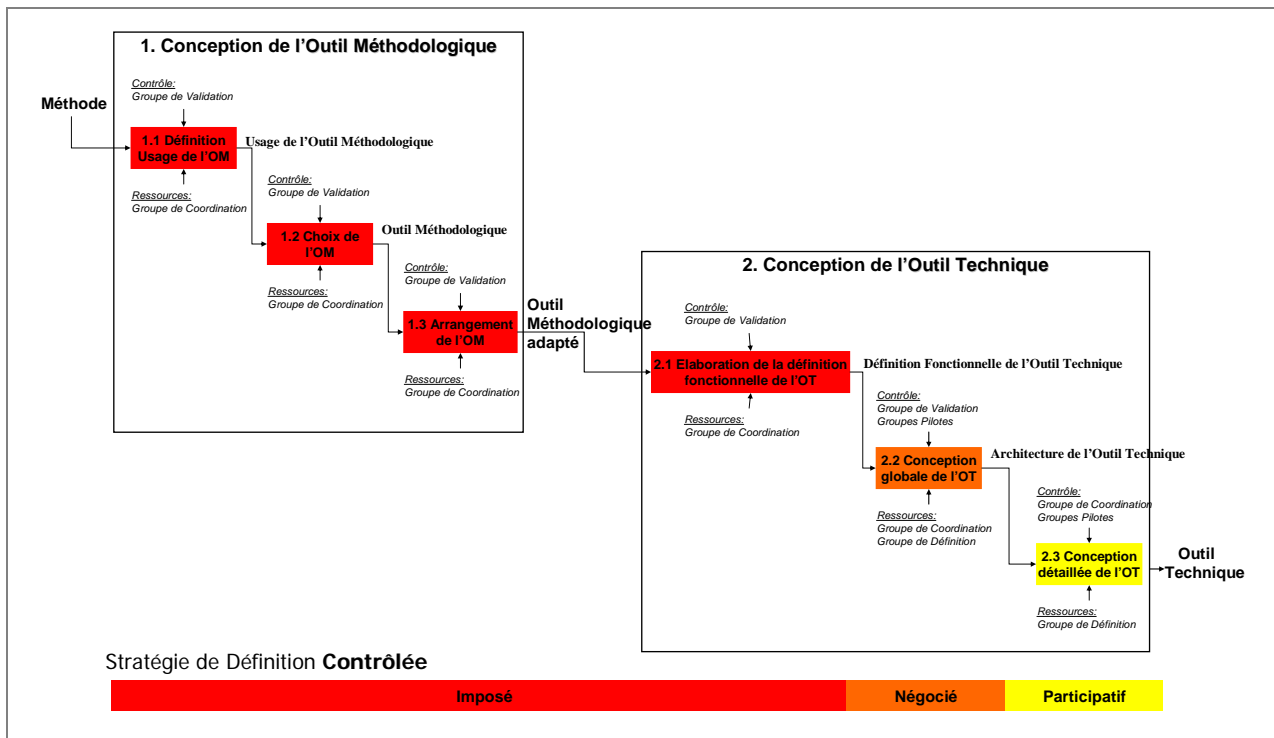 1. Conception de l'Outil Méthodologique
Contrôle:
Groupe de Validation
Méthode
1.1 Définition
Usage de l'OM
Usage de l'Outil Méthodologique
Ressources:
Groupe de Coordination
Contrôle:
Groupe de Validation
1.2 Choix de
l'OM
Outil Méthodologique
Ressources:
Groupe de Coordination
Contrôle:
Groupe de Validation
1.3 Arrangement
de l'OM
Outil
Méthodologique
adapté
Ressources:
Groupe de Coordination
2. Conception de l'Outil Technique
Contrôle:
Groupe de Validation
2.1 Elaboration de la définition
fonctionnelle de l'OT
Définition Fonctionnelle de l'Outil Technique
Ressources:
Groupe de Coordination
Contrôle:
Groupe de Validation
Groupes Pilotes
2.2 Conception
globale de l'OT
Architecture de l'Outil Technique
Ressources:
Groupe de Coordination
Groupe de Définition
Contrôle:
Groupe de Coordination
Groupes Pilotes
2.3 Conception
détaillée de l'OT
Outil
Technique
Ressources:
Groupe de Définition
Stratégie de Définition Contrôlée
Imposé
Négocié
Participatif